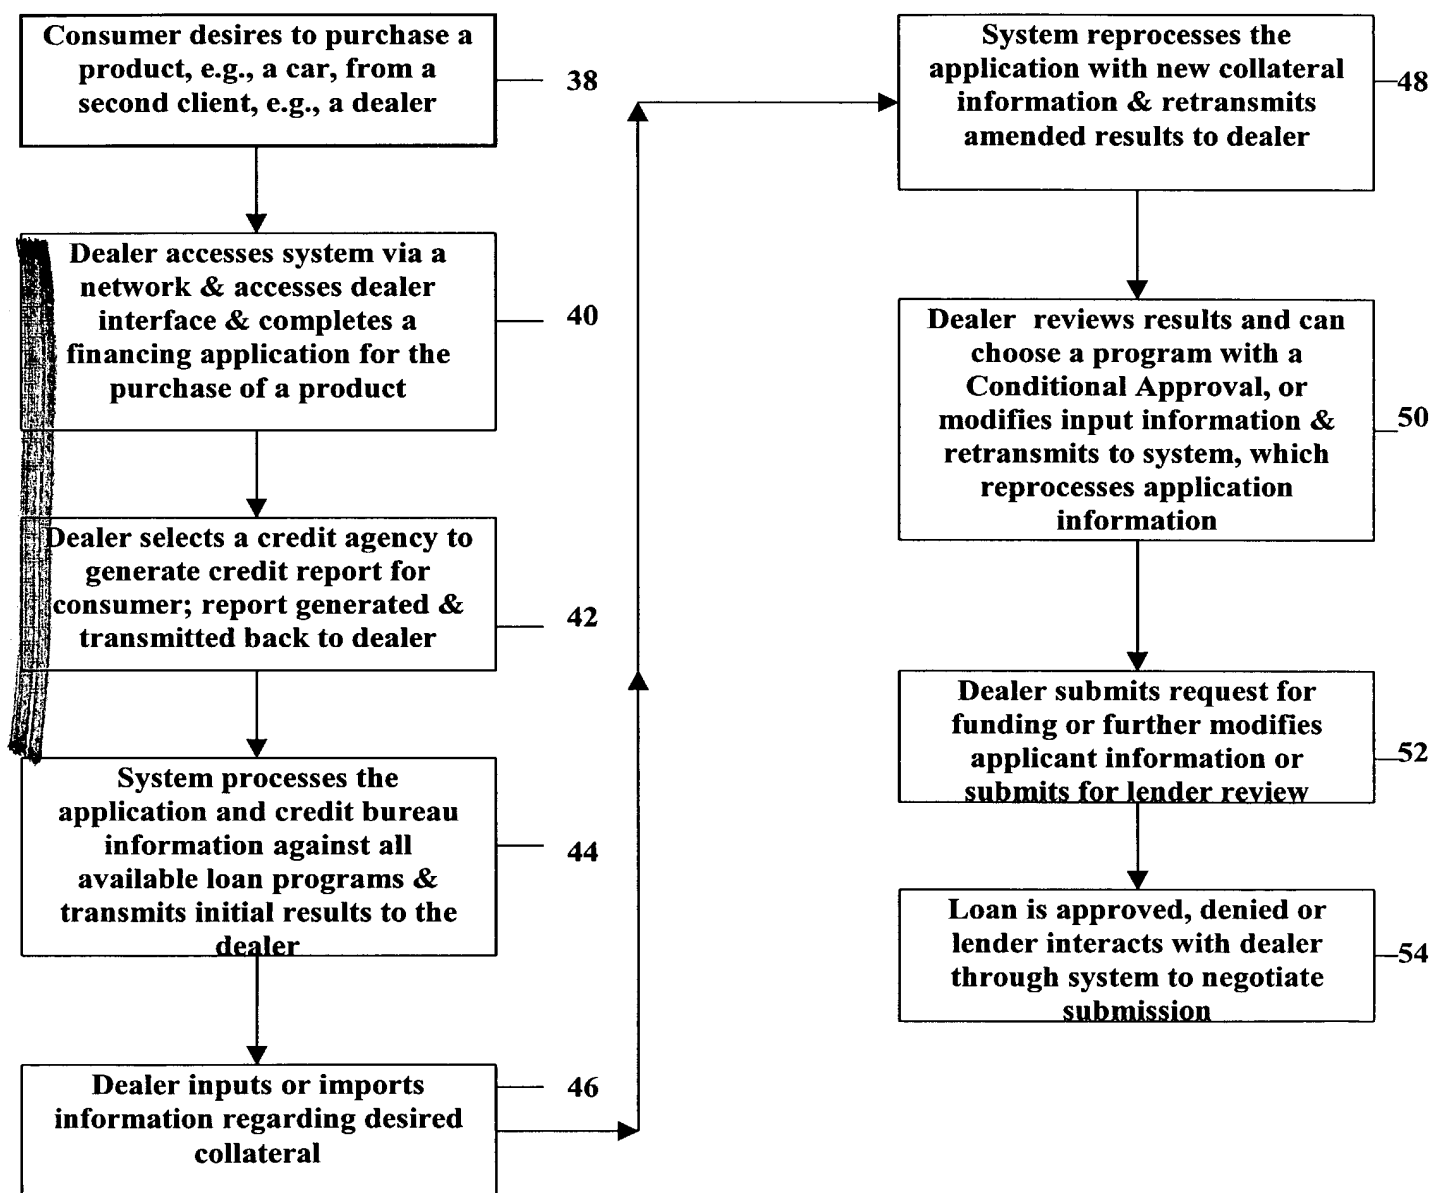 Consumer desires to purchase a
product, e.g., a car, from a
second client, e.g., a dealer
38
Dealer accesses system via a
network & accesses dealer
interface & completes a
financing application for the
purchase of a product
40
Dealer selects a credit agency to
generate credit report for
consumer; report generated &
transmitted back to dealer
42
System processes the
application and credit bureau
information against all
available loan programs &
transmits initial results to the
dealer
44
Dealer inputs or imports
information regarding desired
collateral
46
System reprocesses the
application with new collateral
information & retransmits
amended results to dealer
48
Dealer reviews results and can
choose a program with a
Conditional Approval, or
modifies input information &
retransmits to system, which
reprocesses application
information
50
Dealer submits request for
funding or further modifies
applicant information or
submits for lender review
52
Loan is approved, denied or
lender interacts with dealer
through system to negotiate
submission
54